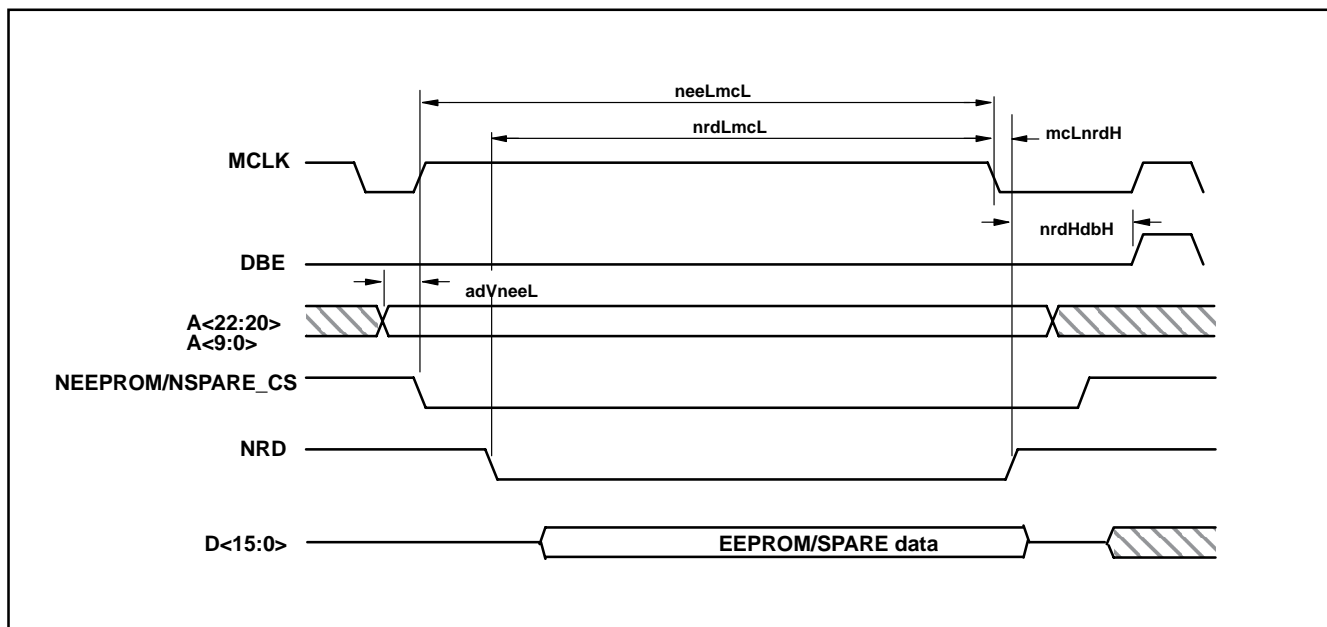 neeLmcL
nrdLmcL
mcLnrdH
MCLK
nrdHdbH
DBE
adVneeL
A<22:20>
A<9:0>
NEEPROM/NSPARE_CS
NRD
D<15:0>
EEPROM/SPARE data